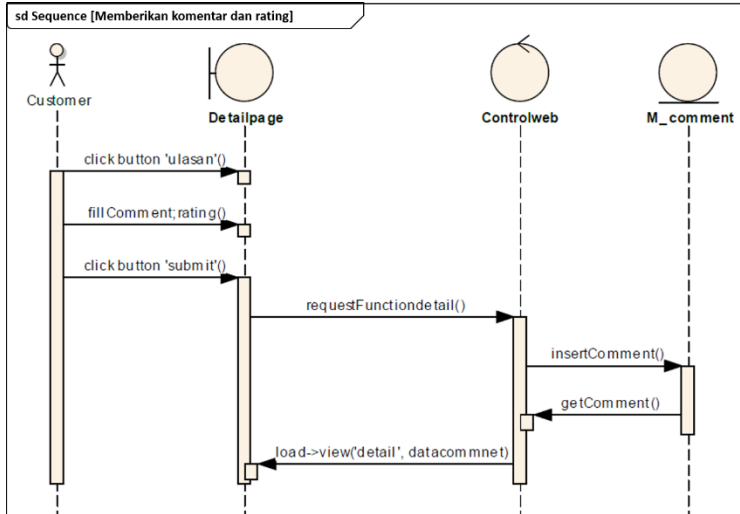 sd Sequence [Memberikan komentar dan rating]
Customer
Detailpage
Controlweb
M_comment
click button 'ulasan'()
fillComment;rating()
click button 'submit'()
requestFunctiondetail()
insertComment()
getComment()
load->view('detail', datacommnet)